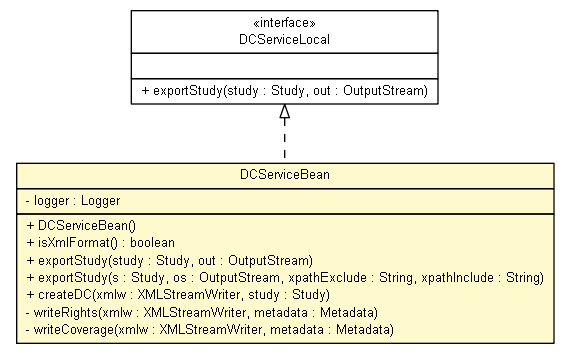 «interface»
DCServiceLocal
+ exportStudy(study : Study, out : OutputStream)
DCServiceBean
- logger : Logger
+ DCServiceBean()
+ isXmlFormat() : boolean
+ exportStudy(study : Study, out : OutputStream)
+ exportStudy(s : Study, os : OutputStream, xpathExclude : String, xpathInclude : String)
+ createDC(xmlw : XMLStreamWriter, study : Study)
- writeRights(xmlw : XMLStreamWriter, metadata : Metadata)
- writeCoverage(xmlw : XMLStreamWriter, metadata : Metadata)